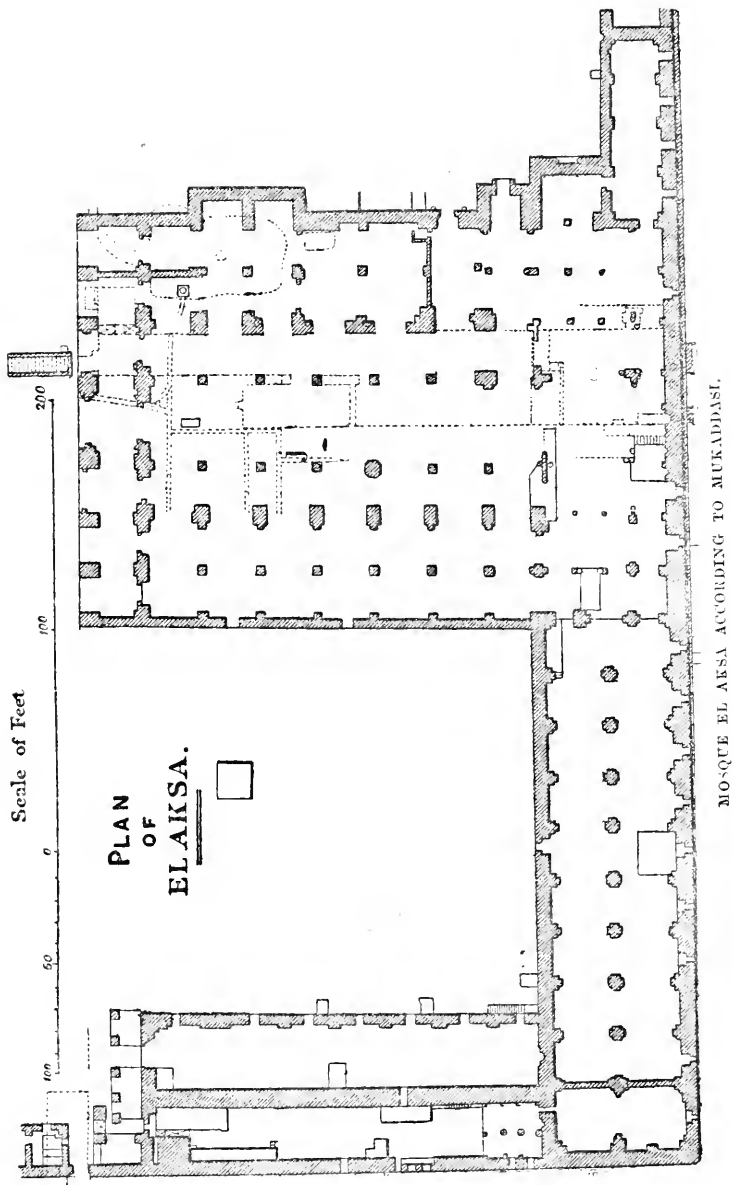 Scale of Feet
100 50 0 100 200
PLAN
OF
EL AKSA.
MOSQUE EL AKSA ACCORDING TO MUKADDASI.